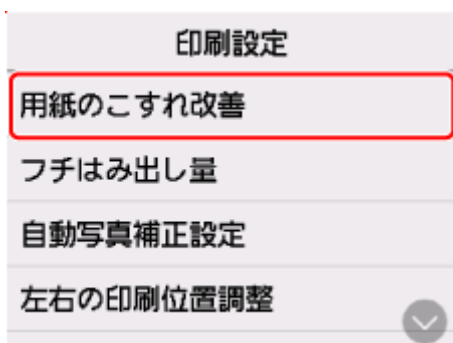 印刷設定
用紙のこすれ改善
フチはみ出し量
自動写真補正設定
左右の印刷位置調整